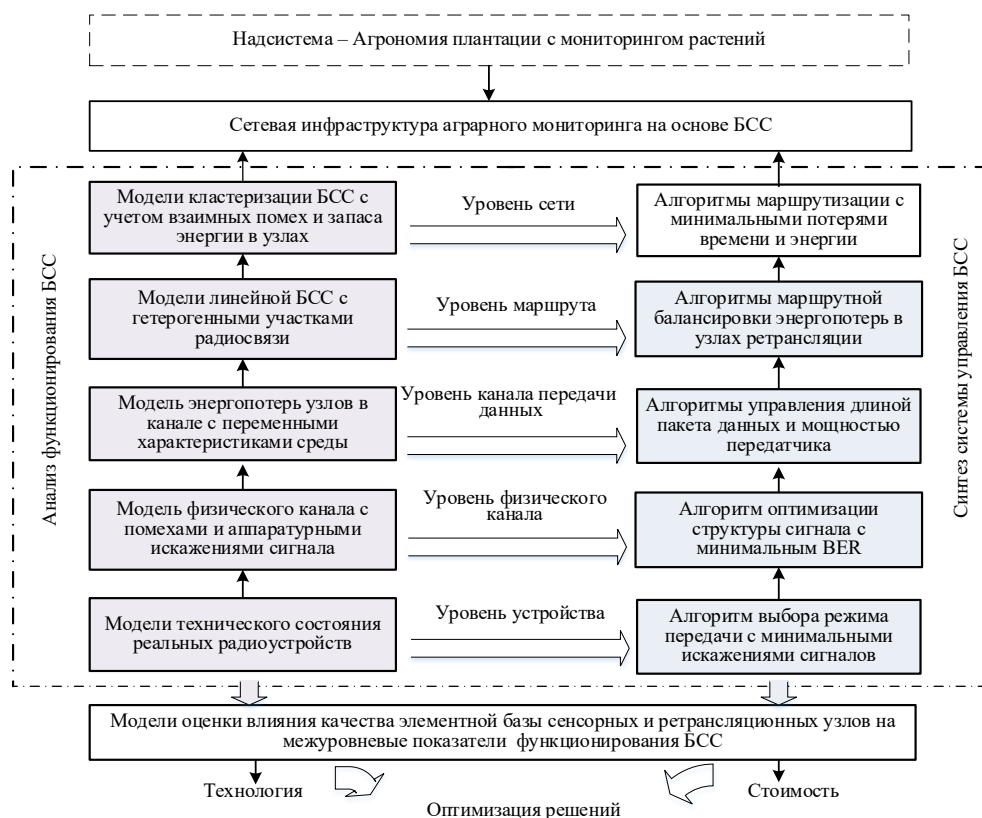 Надсистема – Агрономия плантации с мониторингом растений
Сетевая инфраструктура аграрного мониторинга на основе БСС
Анализ функционирования БСС
Модели кластеризации БСС с
учетом взаимных помех и запаса
энергии в узлах
Уровень сети
Алгоритмы маршрутизации с
минимальными потерями
времени и энергии
Модели линейной БСС с
гетерогенными участками
радиосвязи
Уровень маршрута
Алгоритмы маршрутной
балансировки энергопотерь в
узлах ретрансляции
Модель энергопотерь узлов в
канале с переменными
характеристиками среды
Уровень канала передачи
данных
Алгоритмы управления длиной
пакета данных и мощностью
передатчика
Модель физического канала с
помехами и аппаратурными
искажениями сигнала
Уровень физического
канала
Алгоритм оптимизации
структуры сигнала с
минимальным BER
Модели технического состояния
реальных радиоустройств
Уровень устройства
Алгоритм выбора режима
передачи с минимальными
искажениями сигналов
Синтез системы управления БСС
Модели оценки влияния качества элементной базы сенсорных и ретрансляционных узлов на
межуровневые показатели функционирования БСС
Технология
Стоимость
Оптимизация решений